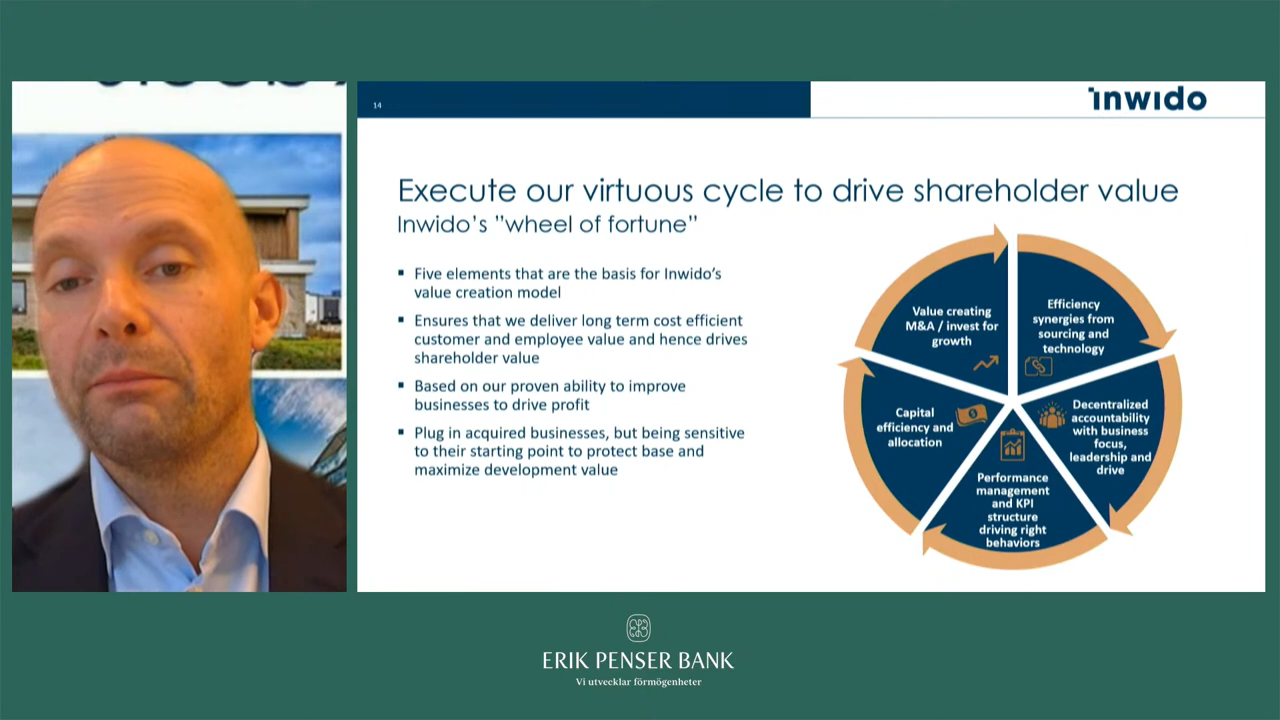 14
inwido
Execute our virtuous cycle to drive shareholder value
Inwido's "wheel of fortune"
Five elements that are the basis for Inwido's
value creation model
Ensures that we deliver long term cost efficient
customer and employee value and hence drives
shareholder value
Based on our proven ability to improve
businesses to drive profit
Plug in acquired businesses, but being sensitive
to their starting point to protect base and
maximize development value
Value creating
M&A / invest for
growth
Efficiency
synergies from
sourcing and
technology
Decentralized
accountability
with business
focus,
leadership and
drive
Performance
management
and KPI
structure
driving right
behaviors
Capital
efficiency and
allocation
ERIK PENSER BANK
Vi utvecklar förmögenheter